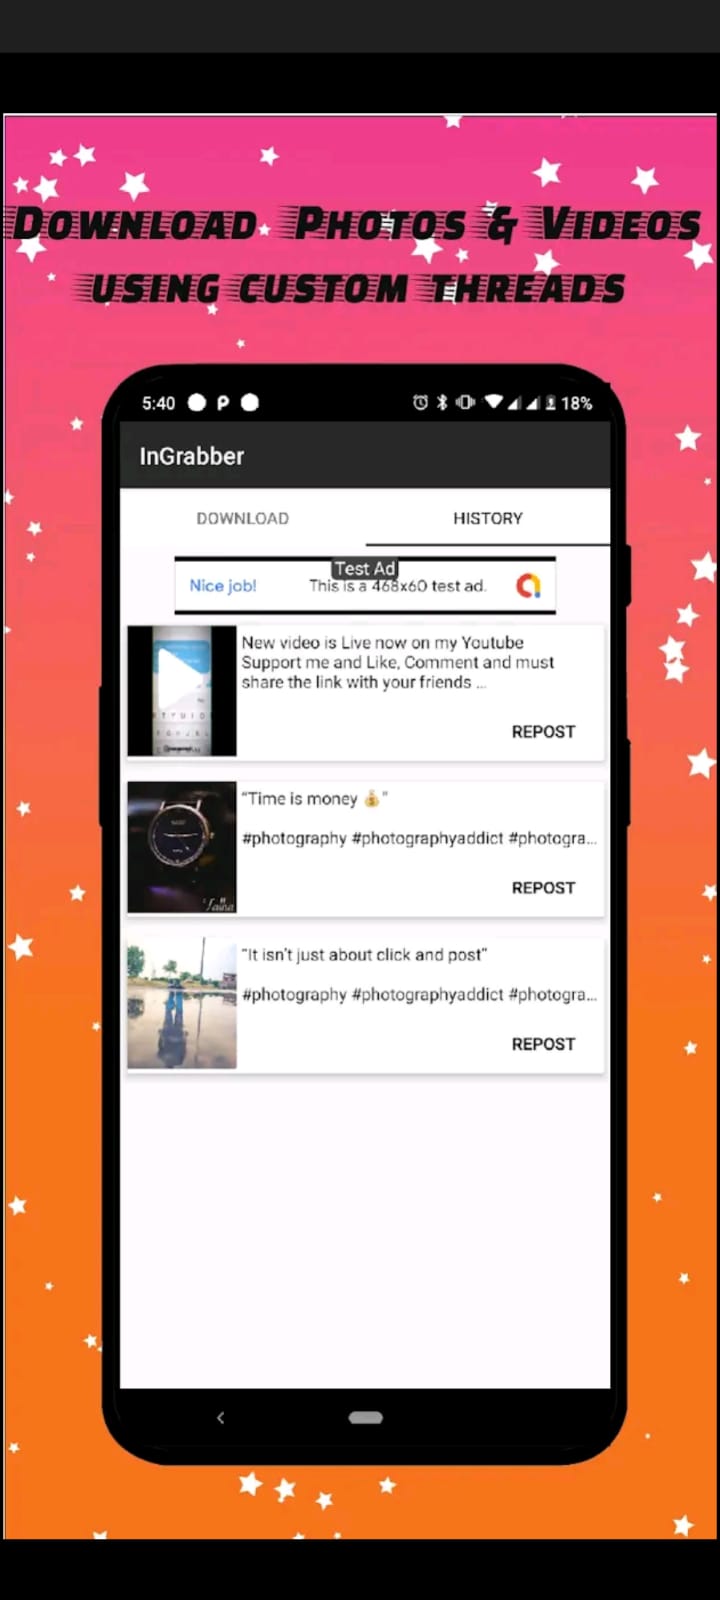 Download Photos & Videos
using custom threads
5:40
18%
InGrabber
DOWNLOAD
HISTORY
Test Ad
Nice job!
This is a 468x60 test ad.
New video is Live now on my Youtube
Support me and Like, Comment and must
share the link with your friends ...
REPOST
“Time is money 💰”
#photography #photographyaddict #photogra...
REPOST
“It isn't just about click and post”
#photography #photographyaddict #photogra...
REPOST